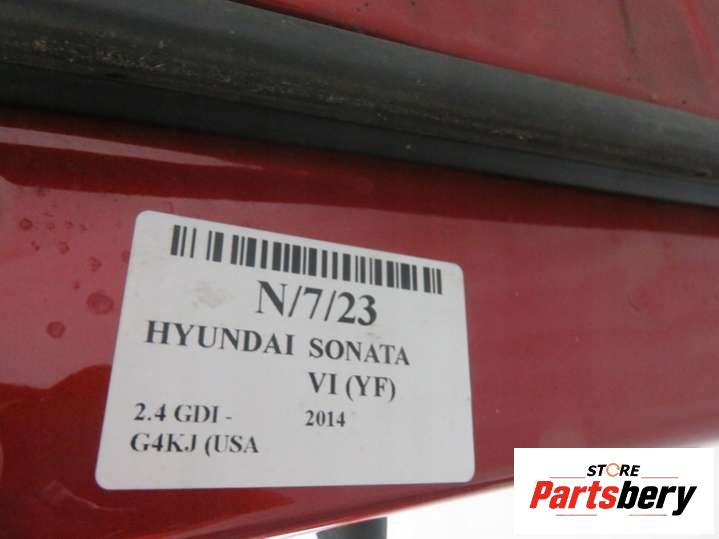 N/7/23
HYUNDAI SONATA
VI (YF)
2.4 GDI - 2014
G4KJ (USA
STORE
Partsbery